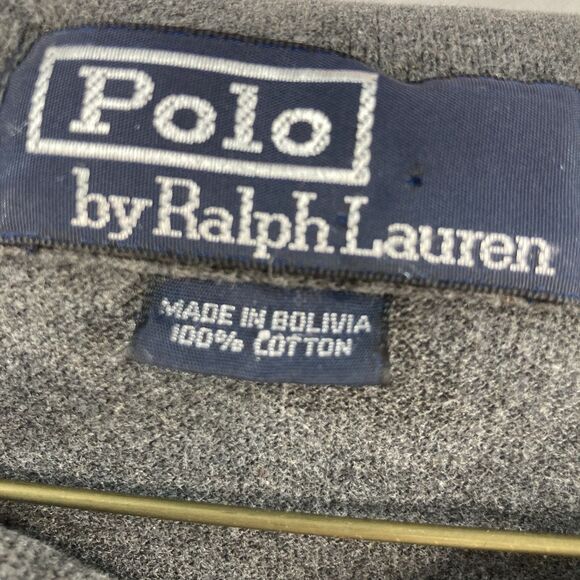 Polo
by Ralph Lauren
MADE IN BOLIVIA
100% COTTON